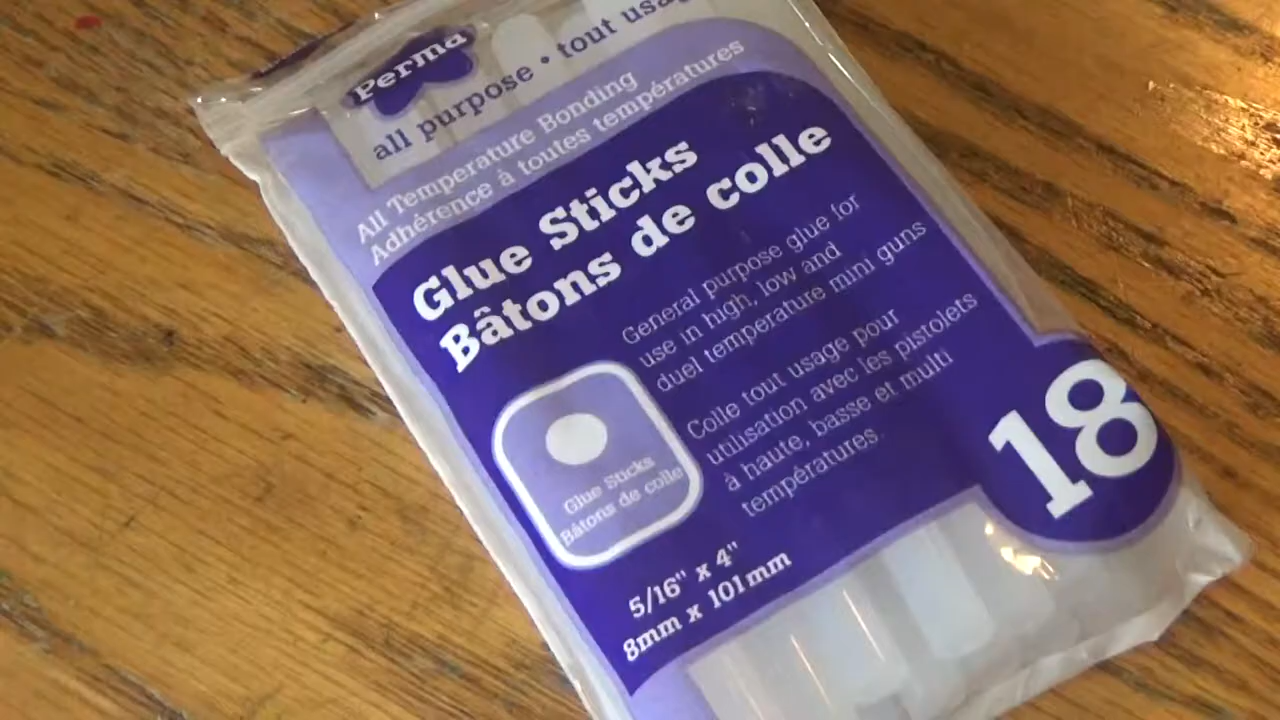 Perma
all purpose • tout usage
All Temperature Bonding
Adhérence à toutes températures
Glue Sticks
Bâtons de colle
General purpose glue for
use in high, low and
duel temperature mini guns
Colle tout usage pour
utilisation avec les pistolets
à haute, basse et multi
températures.
Glue Sticks
Bâtons de colle
5/16" x 4"
8mm x 101mm
18